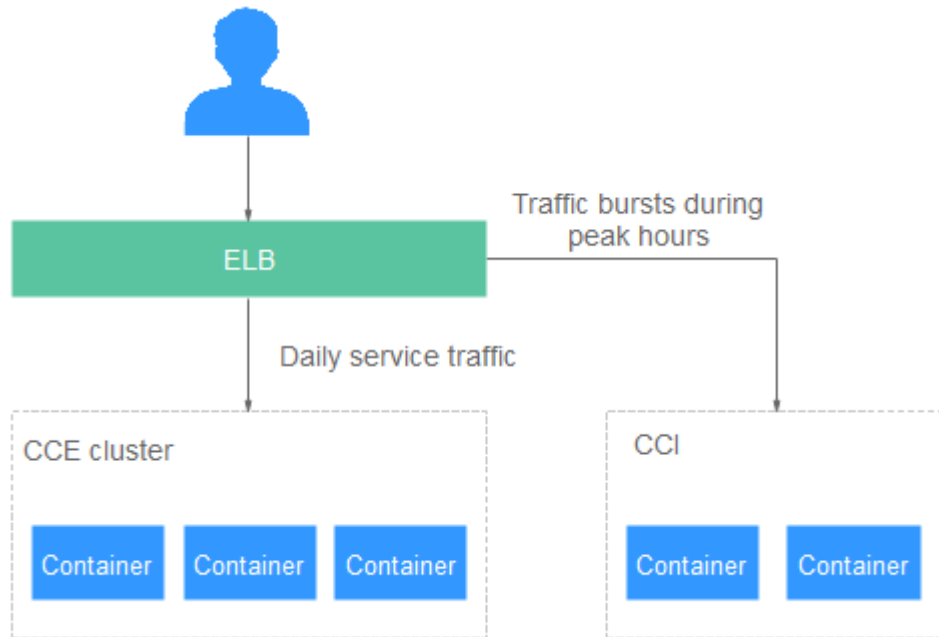 Traffic bursts during
peak hours
ELB
Daily service traffic
CCE cluster
CCI
Container
Container
Container
Container
Container